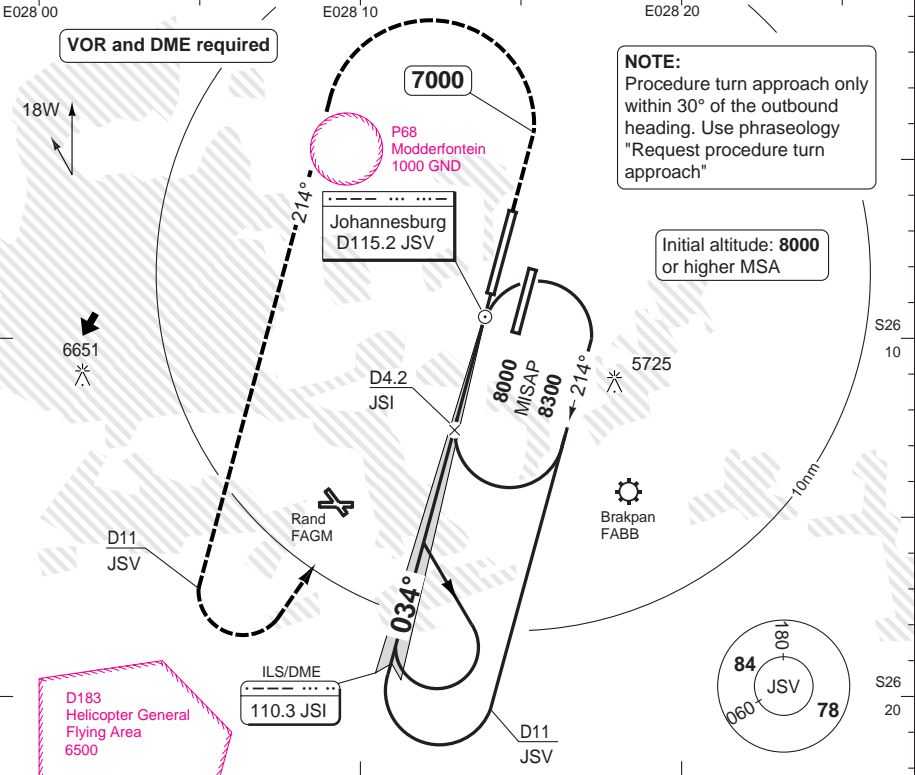 E028 00
E028 10
E028 20
VOR and DME required
7000
NOTE:
Procedure turn approach only
within 30° of the outbound
heading. Use phraseology
"Request procedure turn
approach"
18W
P68
Modderfontein
1000 GND
214°
Johannesburg
D115.2 JSV
Initial altitude: 8000
or higher MSA
S26
10
6651
5725
D4.2
JSI
8000
MISAP
8300
214°
10nm
Rand
FAGM
Brakpan
FABB
D11
JSV
034°
ILS/DME
110.3 JSI
D183
Helicopter General
Flying Area
6500
D11
JSV
180
84
JSV
060
78
S26
20